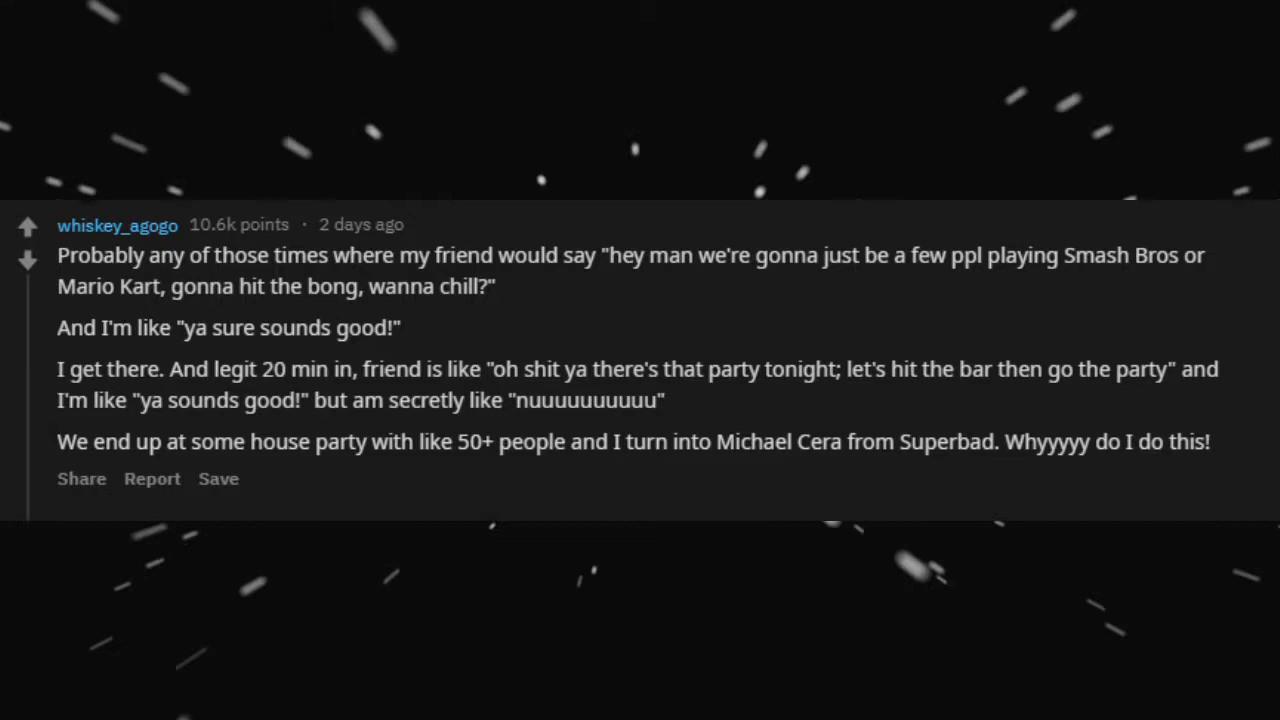 whiskey_agogo 10.6k points · 2 days ago
Probably any of those times where my friend would say "hey man we're gonna just be a few ppl playing Smash Bros or
Mario Kart, gonna hit the bong, wanna chill?"
And I'm like "ya sure sounds good!"
I get there. And legit 20 min in, friend is like "oh shit ya there's that party tonight; let's hit the bar then go the party" and
I'm like "ya sounds good!" but am secretly like "nuuuuuuuuuu"
We end up at some house party with like 50+ people and I turn into Michael Cera from Superbad. Whyyyyy do I do this!
Share Report Save